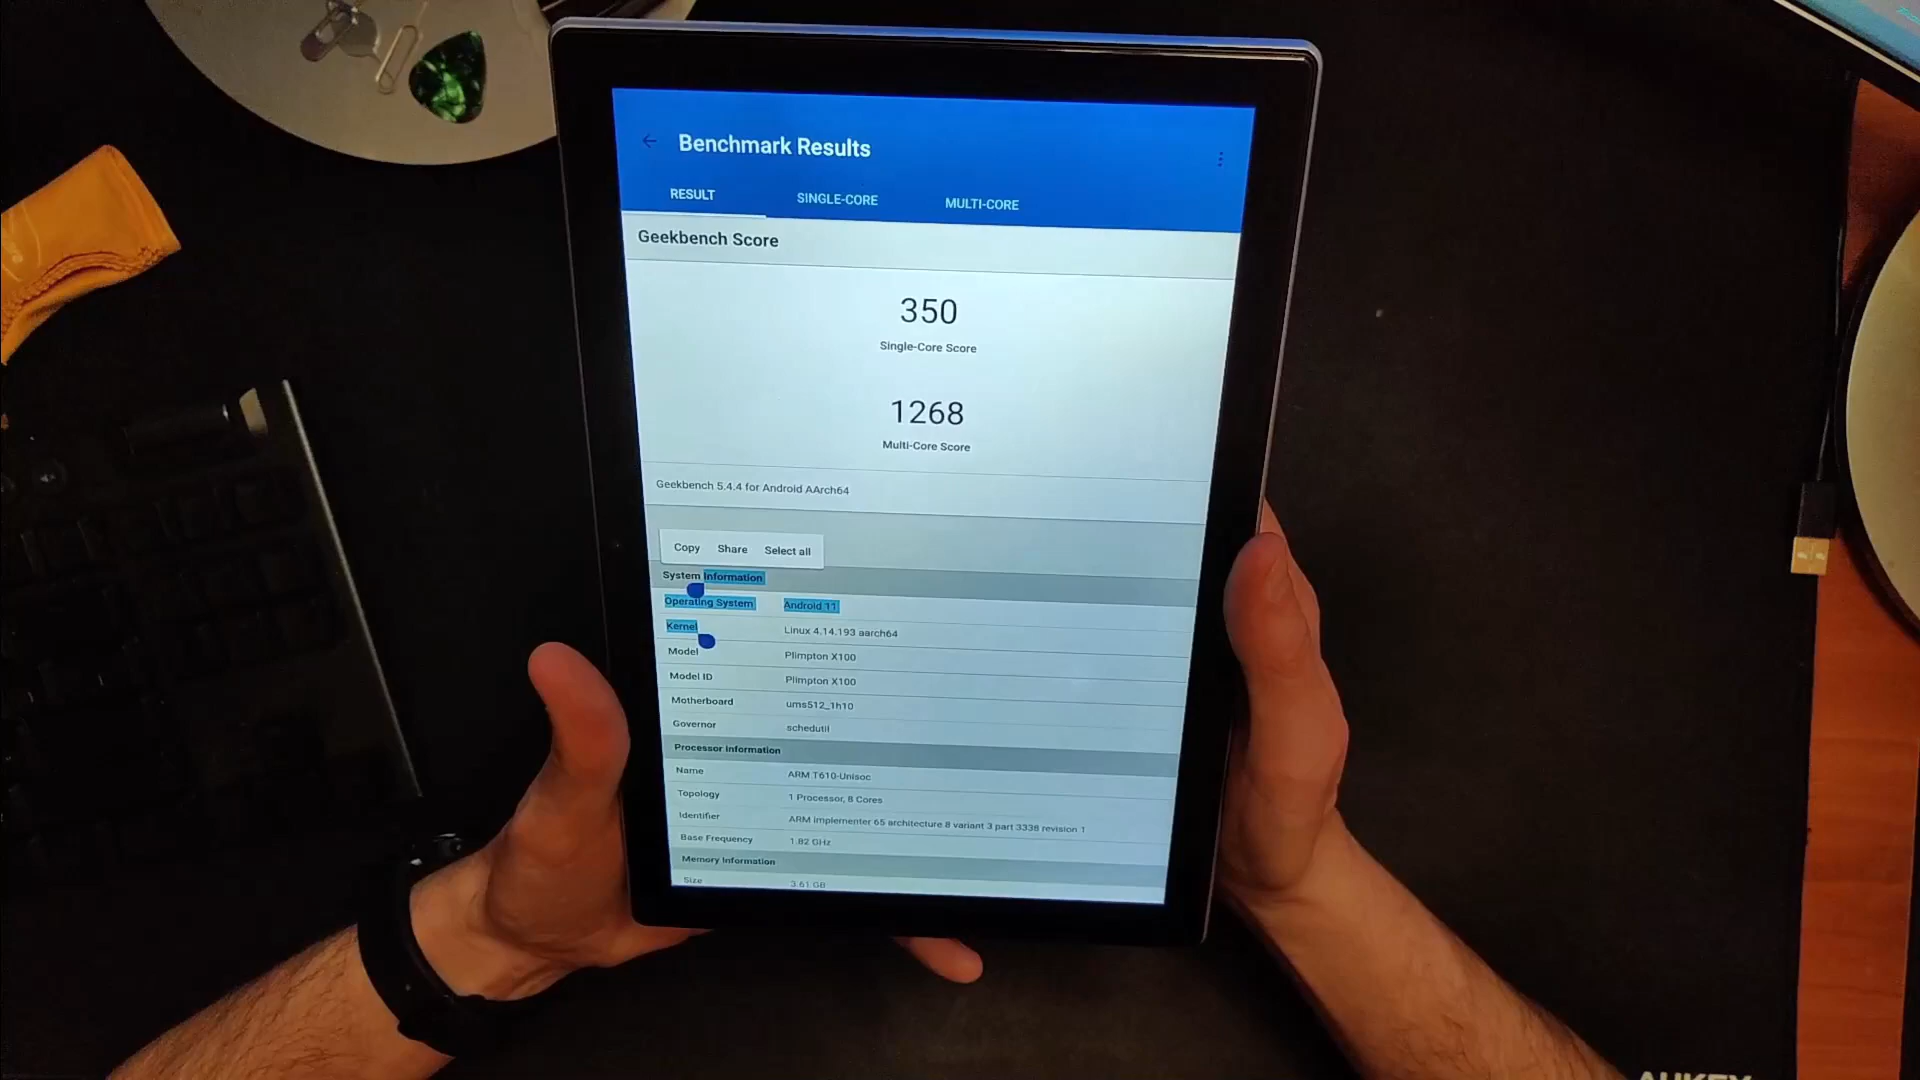 Benchmark Results
RESULT SINGLE-CORE MULTI-CORE
Geekbench Score
350
Single-Core Score
1268
Multi-Core Score
Geekbench 5.4.4 for Android AArch64
Copy Share Select all
System Information
Operating System Android 11
Kernel Linux 4.14.193 aarch64
Model Plimpton X100
Model ID Plimpton X100
Motherboard ums512_1h10
Governor schedutil
Processor Information
Name ARM T610-Unisoc
Topology 1 Processor, 8 Cores
Identifier ARM implementer 65 architecture 8 variant 3 part 3338 revision 1
Base Frequency 1.82 GHz
Memory Information
Size 3.61 GB
AUKEY